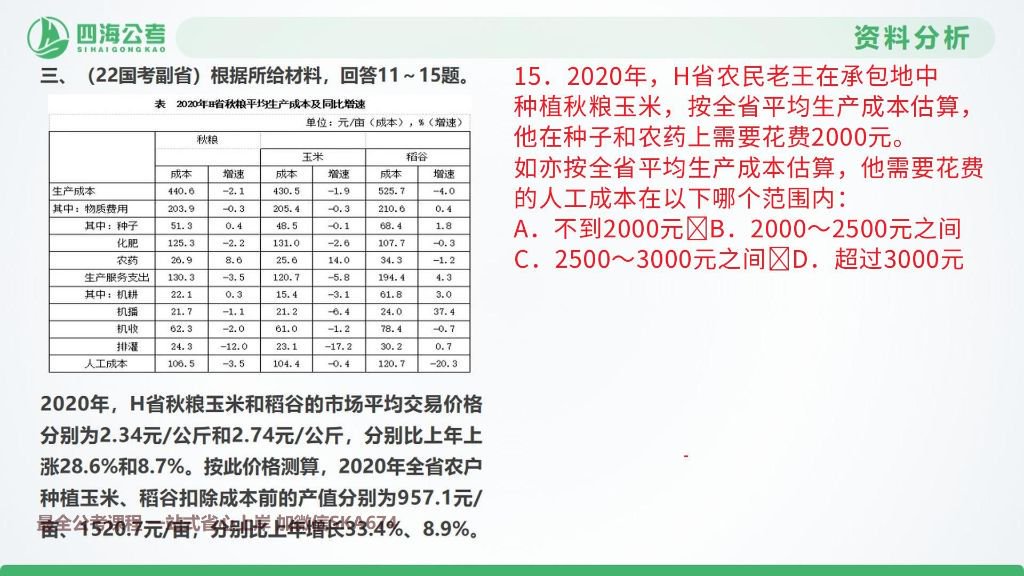 四海公考
SIHAIGONGKAO
资料分析
三、（22国考副省）根据所给材料，回答11～15题。
表 2020年H省秋粮平均生产成本及同比增速
单位：元/亩（成本），%（增速）
秋粮
玉米 稻谷
成本 增速 成本 增速 成本 增速
生产成本 440.6 -2.1 430.5 -1.9 525.7 -4.0
其中：物质费用 203.9 -0.3 205.4 -0.3 210.6 0.4
其中：种子 51.3 0.4 48.5 -0.1 68.4 1.8
化肥 125.3 -2.2 131.0 -2.6 107.7 -0.3
农药 26.9 8.6 25.6 14.0 34.3 -1.2
生产服务支出 130.3 -3.5 120.7 -5.8 194.4 4.3
其中：机耕 22.1 0.3 15.4 -3.1 61.8 3.0
机播 21.7 -1.1 21.2 -6.4 24.0 37.4
机收 62.3 -2.0 61.0 -1.2 78.4 -0.7
排灌 24.3 -12.0 23.1 -17.2 30.2 0.7
人工成本 106.5 -3.5 104.4 -0.4 120.7 -20.3
2020年，H省秋粮玉米和稻谷的市场平均交易价格
分别为2.34元/公斤和2.74元/公斤，分别比上年上
涨28.6%和8.7%。按此价格测算，2020年全省农户
种植玉米、稻谷扣除成本前的产值分别为957.1元/
亩、1520.7元/亩，分别比上年增长33.4%、8.9%。
15．2020年，H省农民老王在承包地中
种植秋粮玉米，按全省平均生产成本估算，
他在种子和农药上需要花费2000元。
如亦按全省平均生产成本估算，他需要花费
的人工成本在以下哪个范围内：
A．不到2000元 B．2000～2500元之间
C．2500～3000元之间 D．超过3000元